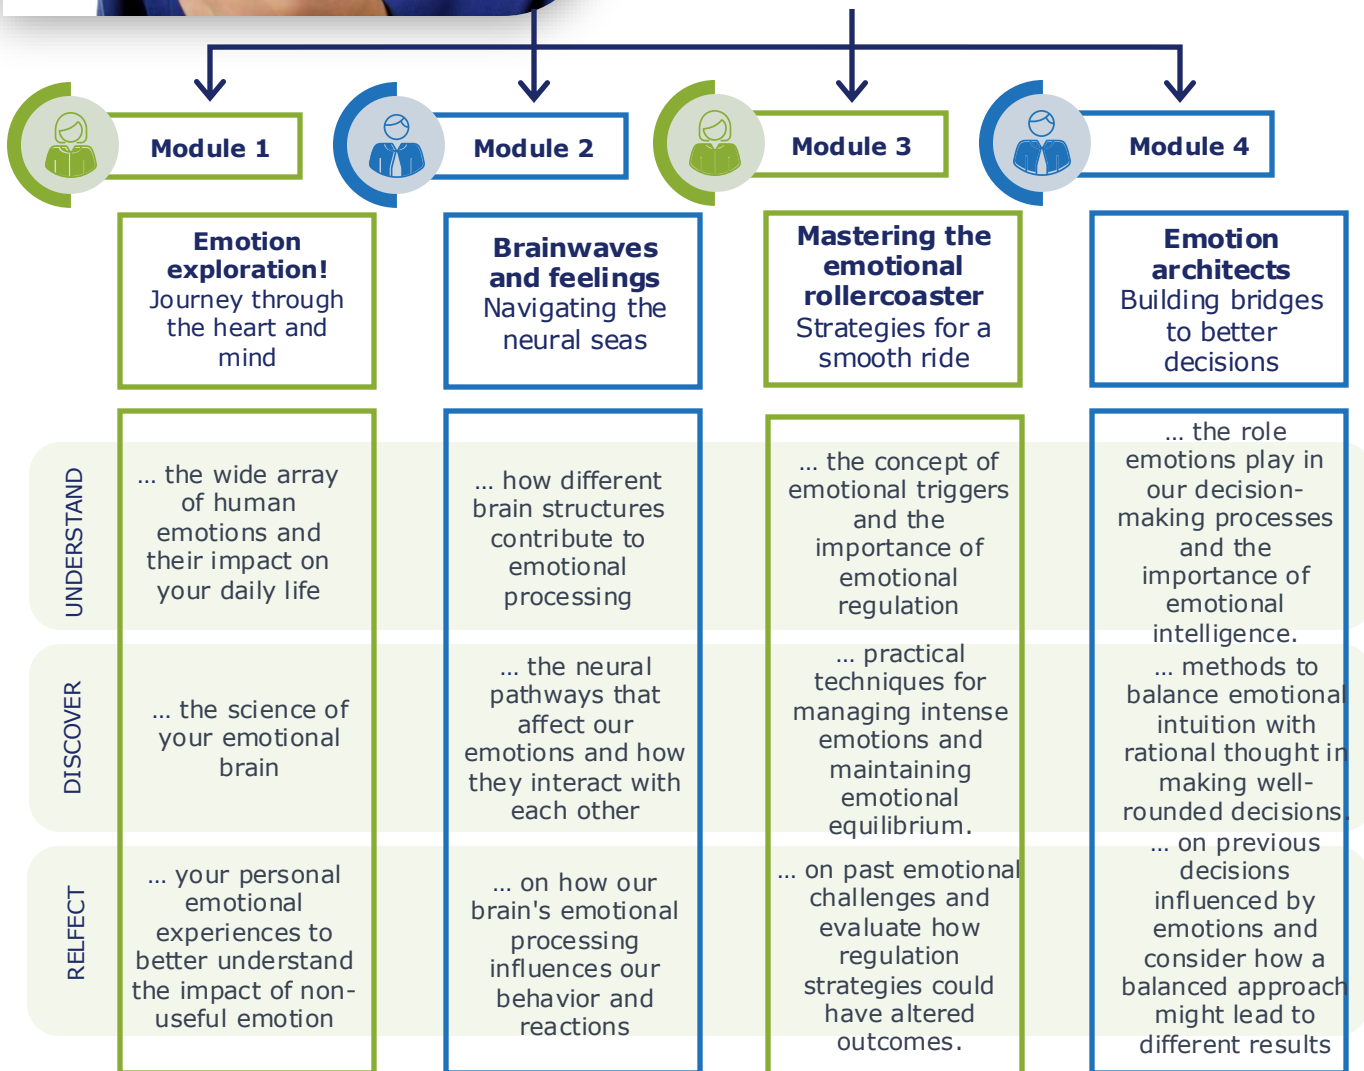 Module 1
Module 2
Module 3
Module 4
Emotion
exploration!
Journey through
the heart and
mind
Brainwaves
and feelings
Navigating the
neural seas
Mastering the
emotional
rollercoaster
Strategies for a
smooth ride
Emotion
architects
Building bridges
to better
decisions
UNDERSTAND
... the wide array
of human
emotions and
their impact on
your daily life
... how different
brain structures
contribute to
emotional
processing
... the concept of
emotional triggers
and the
importance of
emotional
regulation
... the role
emotions play in
our decision-
making processes
and the
importance of
emotional
intelligence.
DISCOVER
... the science of
your emotional
brain
... the neural
pathways that
affect our
emotions and how
they interact with
each other
... practical
techniques for
managing intense
emotions and
maintaining
emotional
equilibrium.
... methods to
balance emotional
intuition with
rational thought in
making well-
rounded decisions.
RELFECT
... your personal
emotional
experiences to
better understand
the impact of non-
useful emotion
... on how our
brain's emotional
processing
influences our
behavior and
reactions
... on past emotional
challenges and
evaluate how
regulation
strategies could
have altered
outcomes.
... on previous
decisions
influenced by
emotions and
consider how a
balanced approach
might lead to
different results